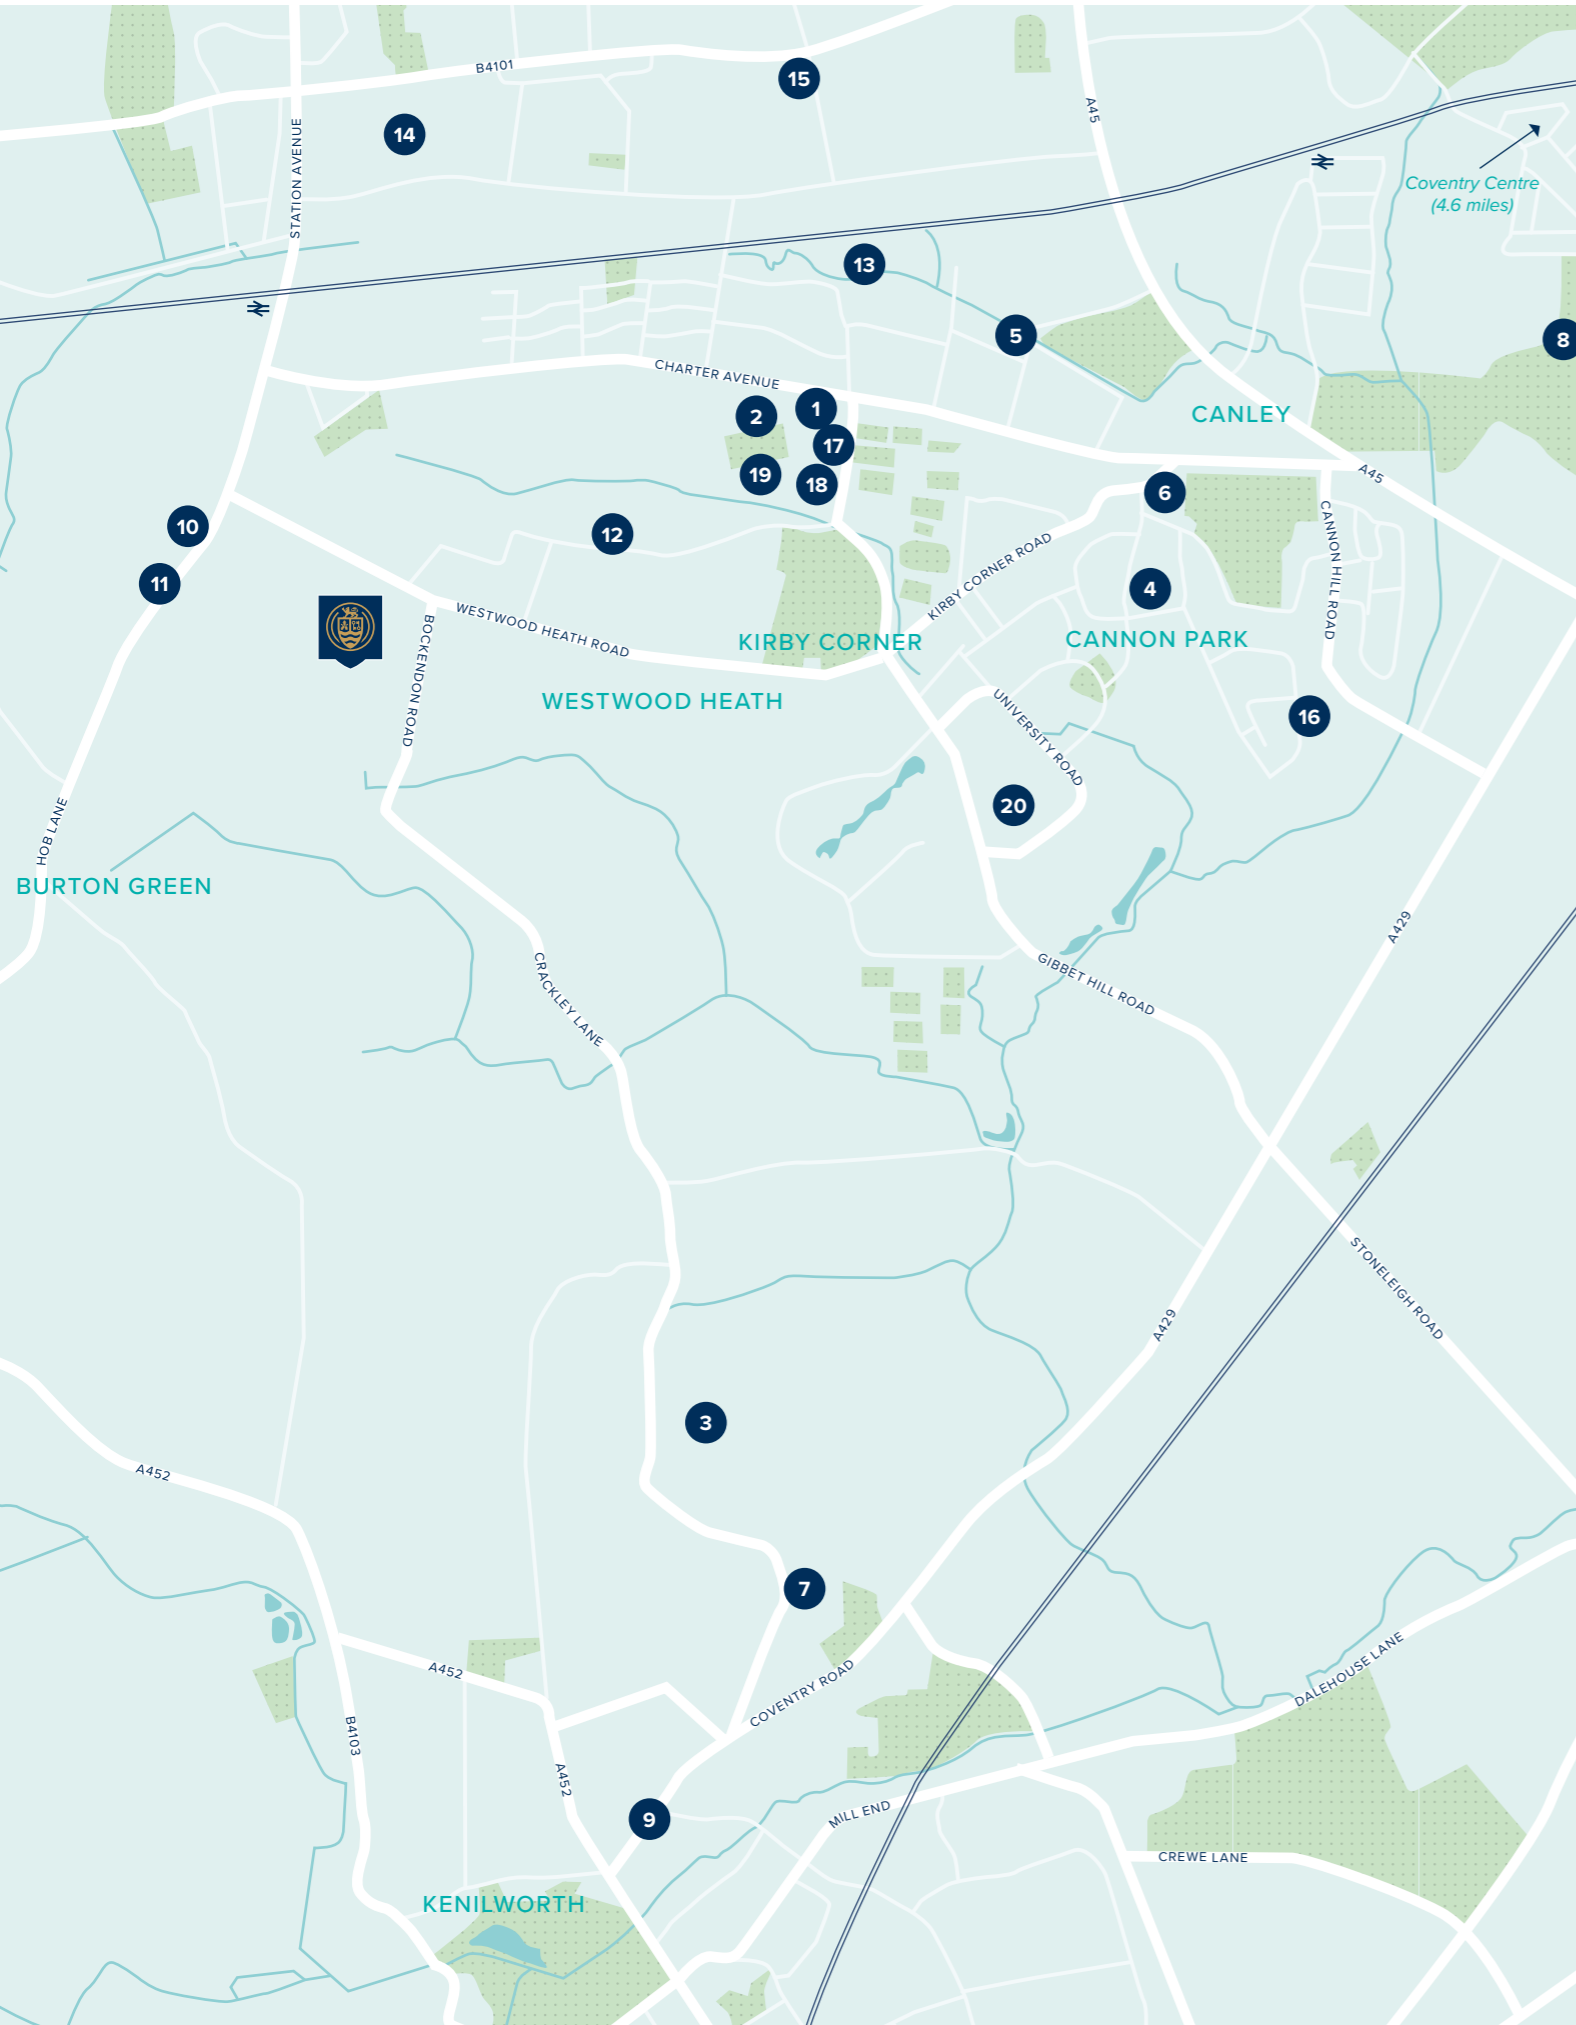 B4101
15
A45
14
STATION AVENUE
Coventry Centre
(4.6 miles)
13
5
8
CHARTER AVENUE
1
2
CANLEY
17
A45
19
18
6
10
12
CANNON HILL ROAD
KIRBY CORNER ROAD
11
4
WESTWOOD HEATH ROAD
BOCKENDON ROAD
KIRBY CORNER
CANNON PARK
WESTWOOD HEATH
16
UNIVERSITY ROAD
20
HOB LANE
BURTON GREEN
A429
GIBBET HILL ROAD
CRACKLEY LANE
STONELEIGH ROAD
A429
3
A452
7
A452
COVENTRY ROAD
DALEHOUSE LANE
B4103
A452
9
MILL END
CREWE LANE
KENILWORTH